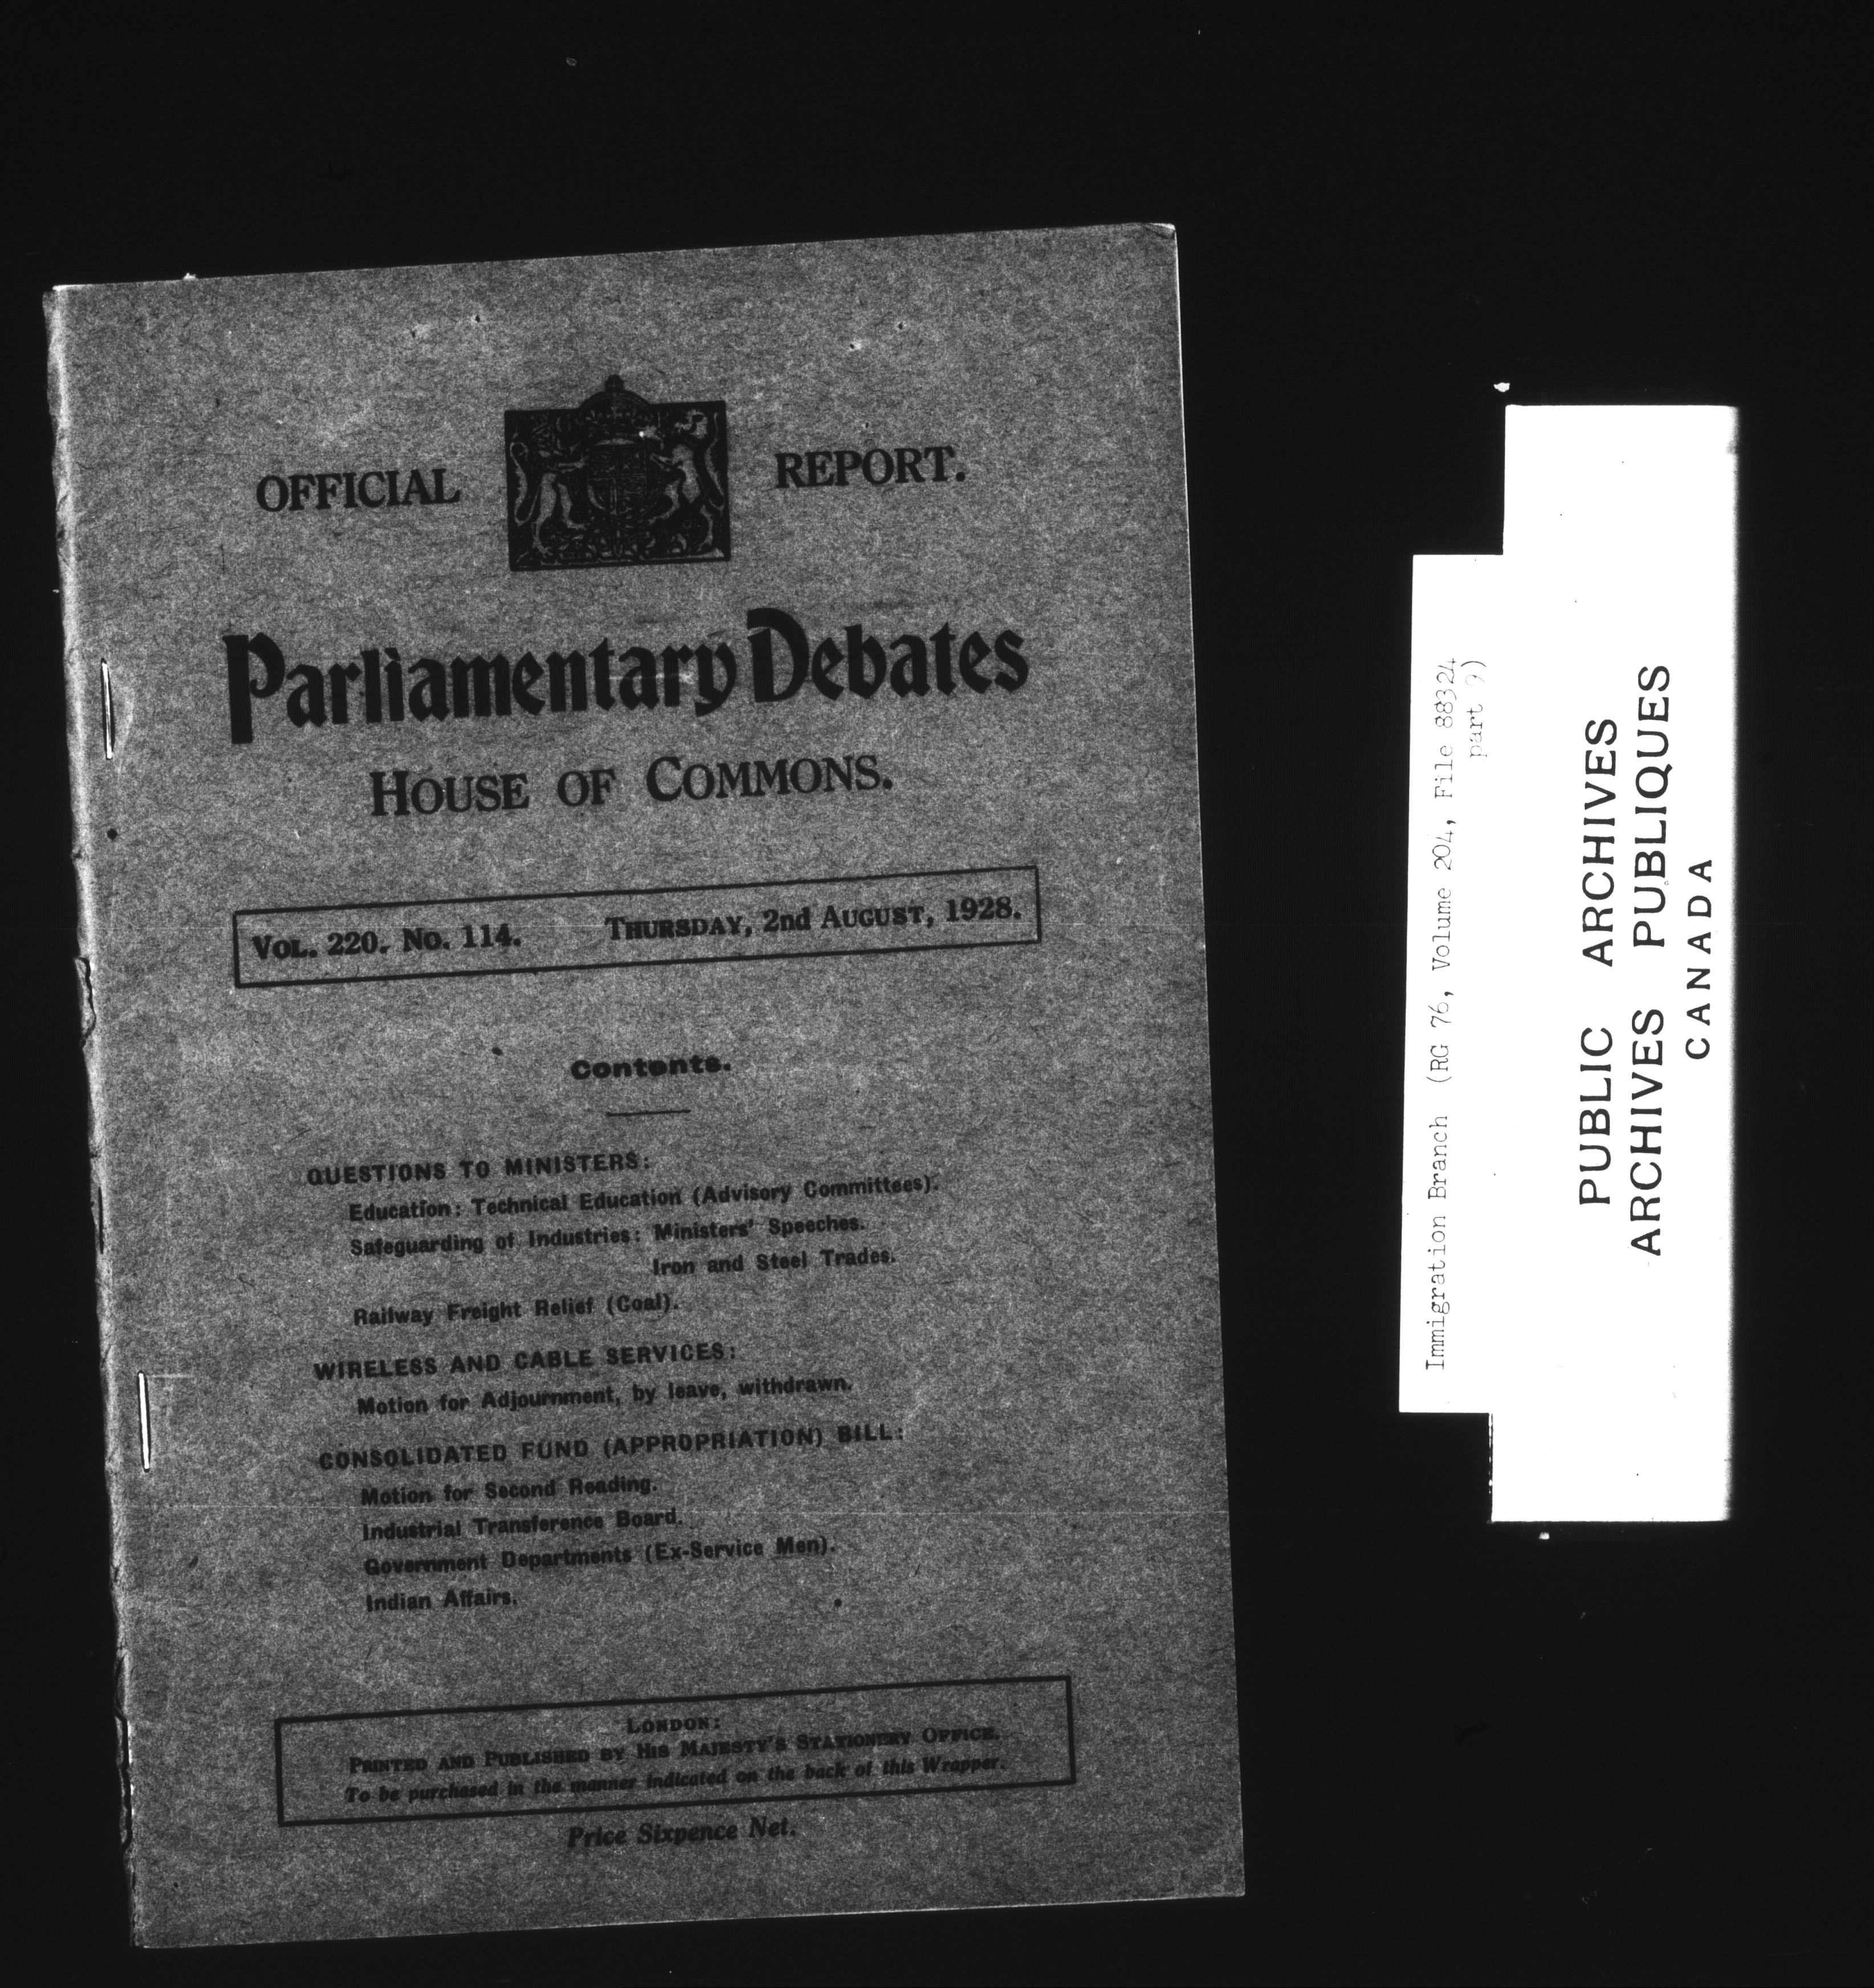 OFFICIAL REPORT.
Parliamentary Debates
HOUSE OF COMMONS.
VOL. 220. No. 114. THURSDAY, 2nd AUGUST, 1928.
Contents.
QUESTIONS TO MINISTERS:
Education: Technical Education (Advisory Committees).
Safeguarding of Industries: Ministers' Speeches.
Iron and Steel Trades.
Railway Freight Relief (Coal).
WIRELESS AND CABLE SERVICES:
Motion for Adjournment, by leave, withdrawn.
CONSOLIDATED FUND (APPROPRIATION) BILL:
Motion for Second Reading.
Industrial Transference Board.
Government Departments (Ex-Service Men).
Indian Affairs.
LONDON:
PRINTED AND PUBLISHED BY HIS MAJESTY'S STATIONERY OFFICE.
To be purchased in the manner indicated on the back of this Wrapper.
Price Sixpence Net.
Immigration Branch (RG 76, Volume 204, File 88324
part 9)
PUBLIC ARCHIVES
ARCHIVES PUBLIQUES
CANADA